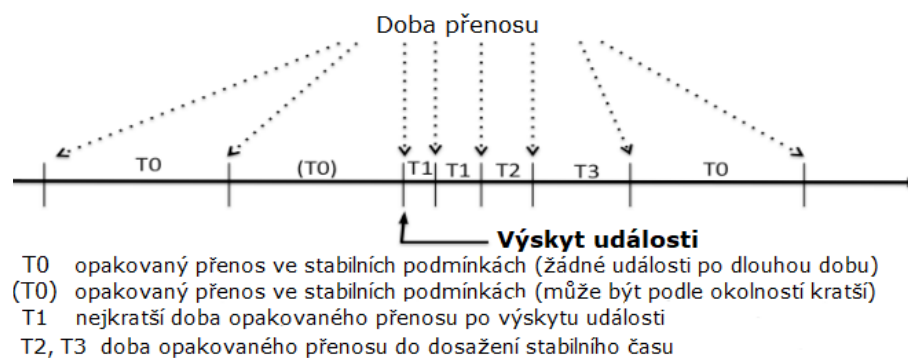 Doba přenosu
T0 (T0) T1 T1 T2 T3 T0
Výskyt události
T0 opakovaný přenos ve stabilních podmínkách (žádné události po dlouhou dobu)
(T0) opakovaný přenos ve stabilních podmínkách (může být podle okolností kratší)
T1 nejkratší doba opakovaného přenosu po výskytu události
T2, T3 doba opakovaného přenosu do dosažení stabilního času